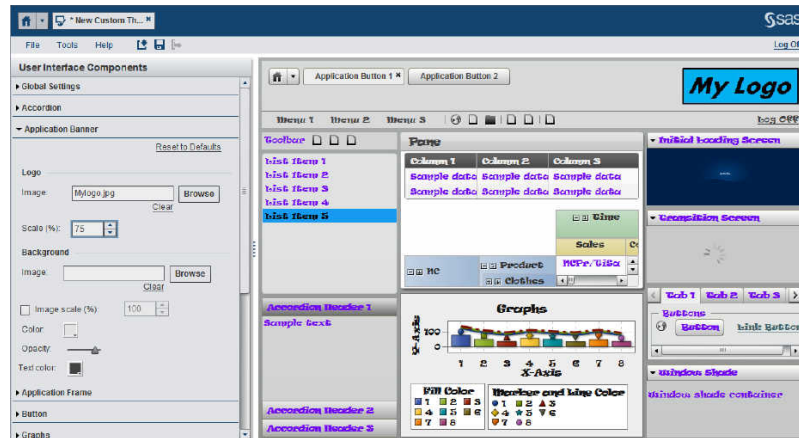 * New Custom Th... ×
sas
File Tools Help
Log Of
User Interface Components
Global Settings
Accordion
Application Banner
Reset to Defaults
Logo
Image: Mylogo.jpg Browse
Clear
Scale (%): 75
Background
Image: Browse
Clear
Image scale (%): 100
Color:
Opacity:
Text color:
Application Frame
Button
Graphs
Application Button 1 × Application Button 2
My Logo
Menu 1 Menu 2 Menu 3
Log Off
Toolbar
List Item 1
List Item 2
List Item 3
List Item 4
List Item 5
Accordion Header 1
Sample text
Accordion Header 2
Accordion Header 3
Pane
Column 1 Column 2 Column 3
Sample data Sample data Sample data
Sample data Sample data Sample data
Time
Sales
NC
Product
Clothes
Graphs
Y-Axis
100
0
1 2 3 4 5 6 7 8
X-Axis
Fill Color
1 2 3
4 5 6
7 8
Marker and Line Color
1 2 3
4 5 6
7 8
Initial Loading Screen
Transition Screen
Tab 1 Tab 2 Tab 3
Buttons
Button Link Button
Window Shade
Window shade container